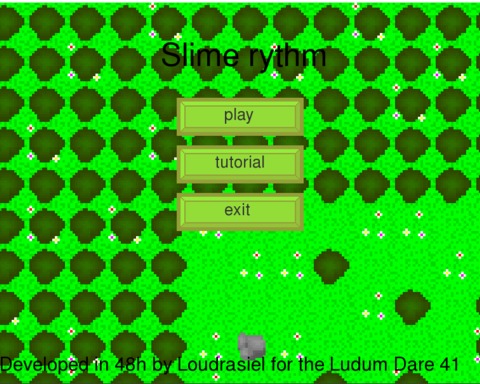 Slime rythm
play
tutorial
exit
Developed in 48h by Loudrasiel for the Ludum Dare 41